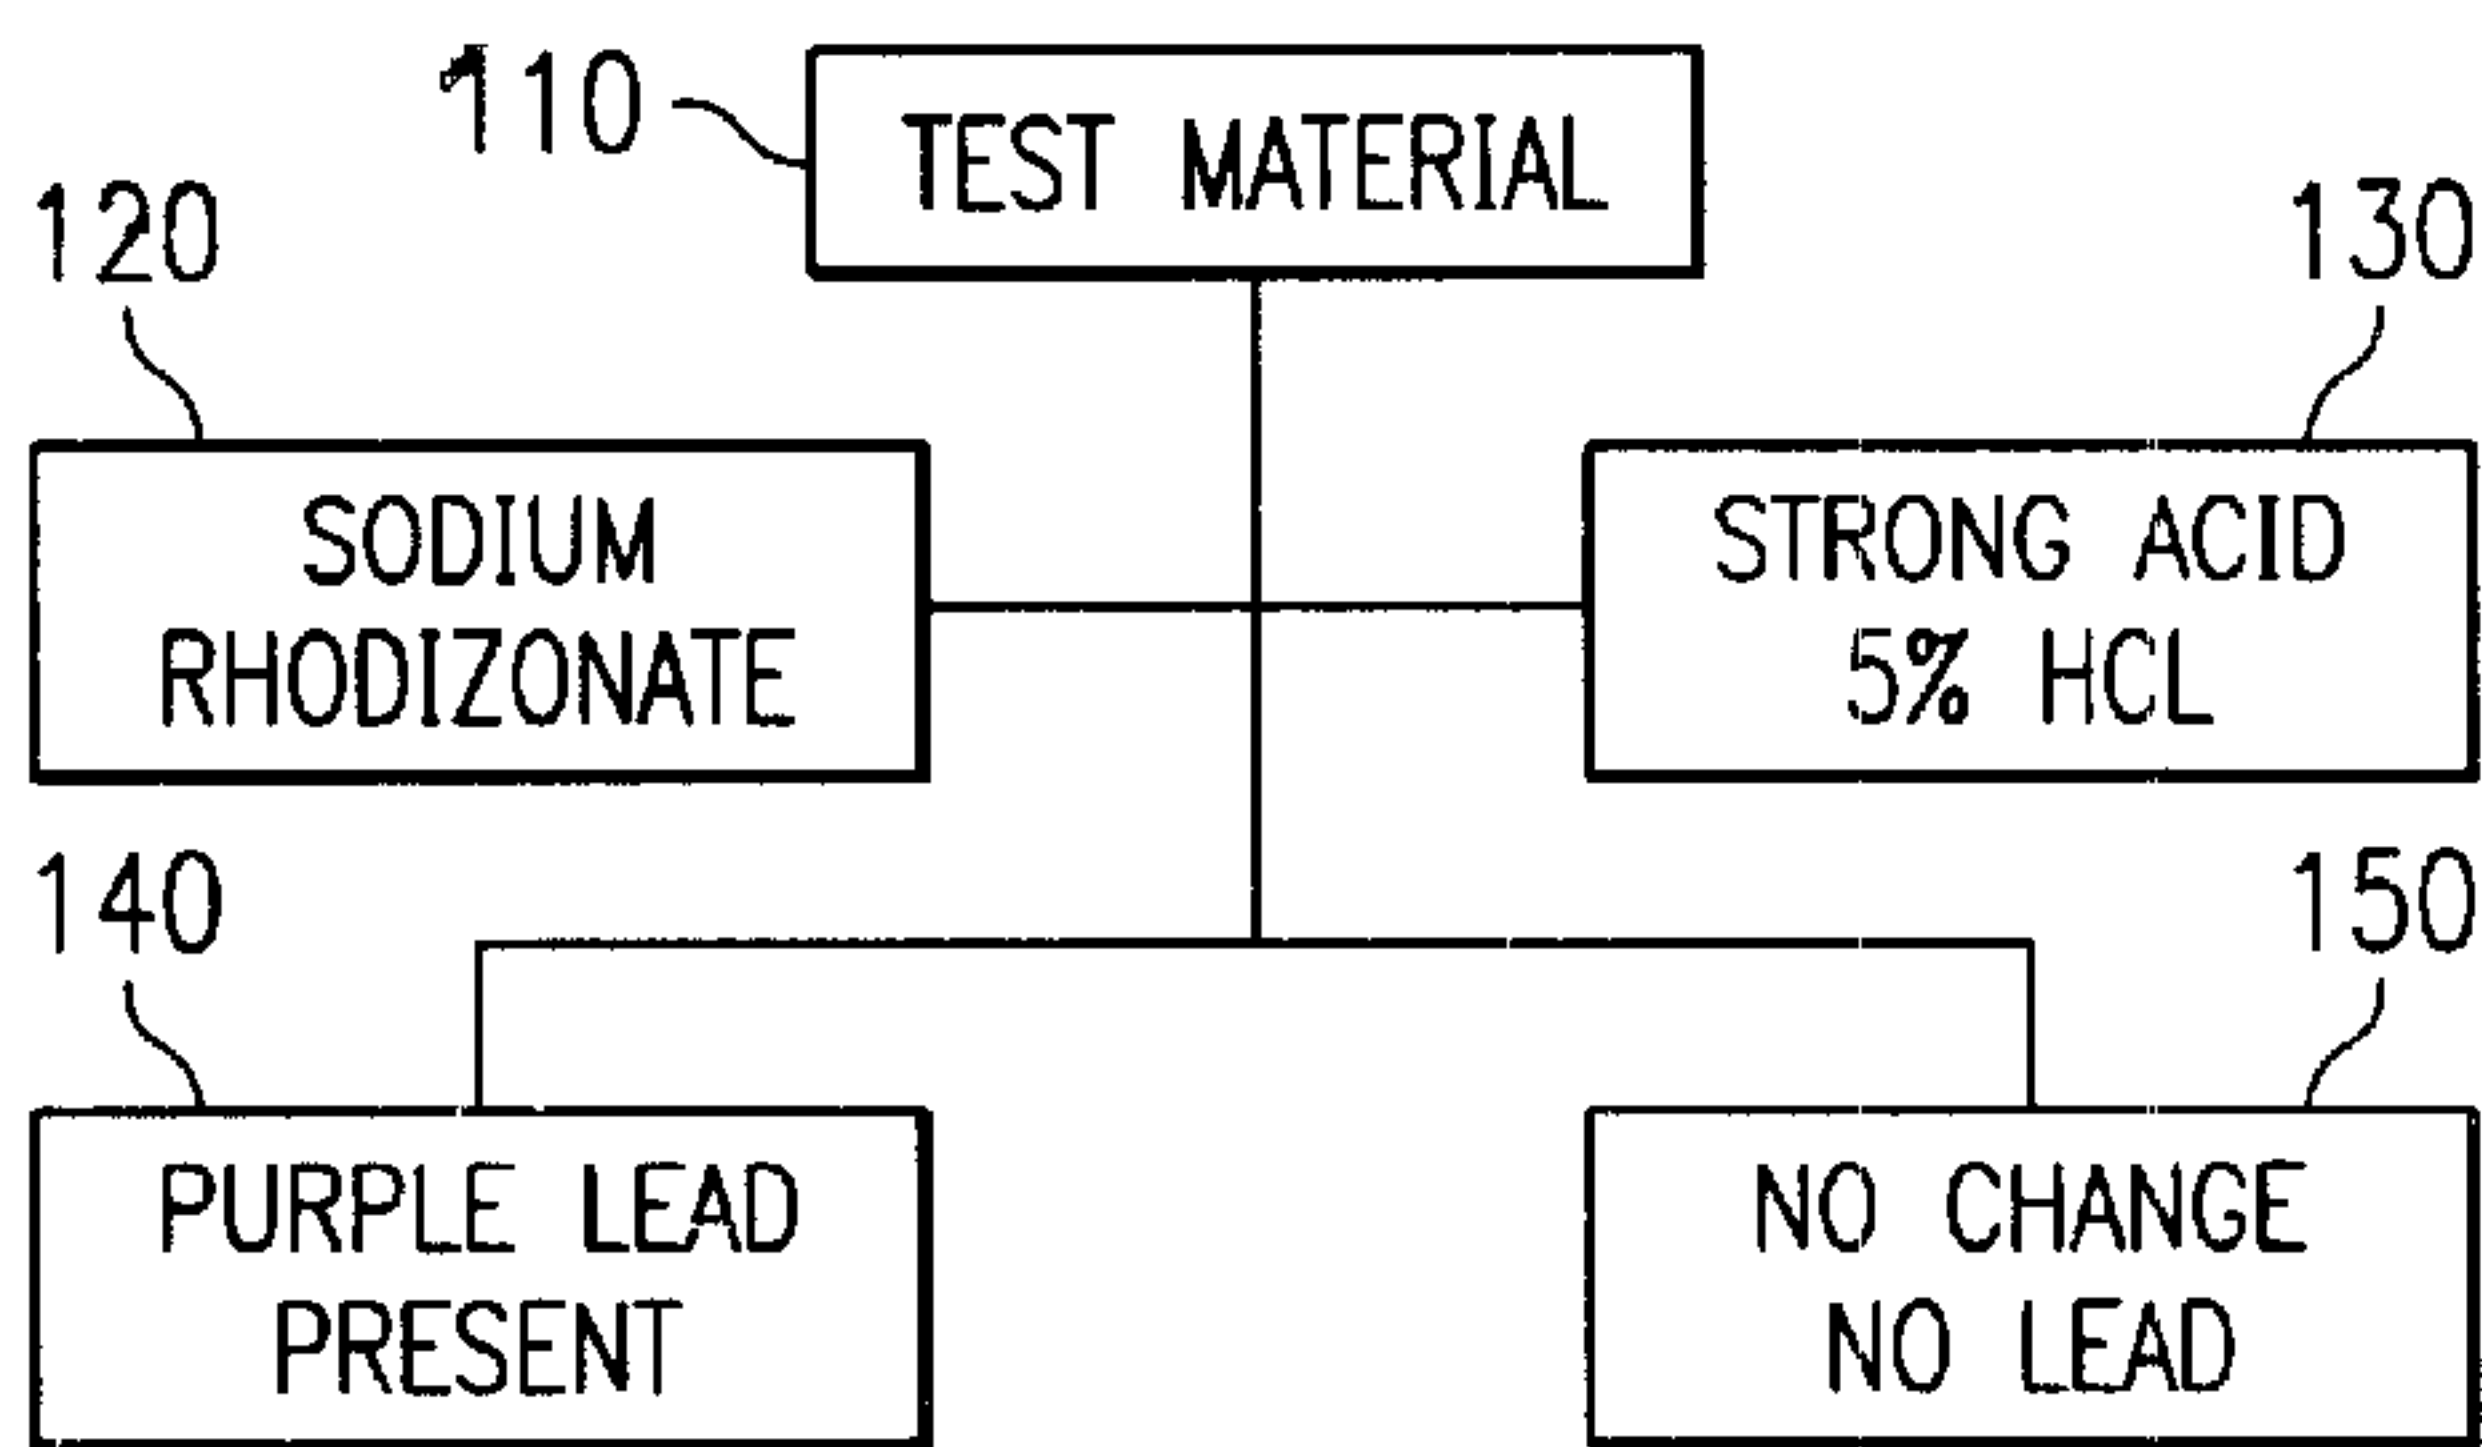 110
TEST MATERIAL
120
130
SODIUM
RHODIZONATE
STRONG ACID
5% HCL
140
150
PURPLE LEAD
PRESENT
NO CHANGE
NO LEAD